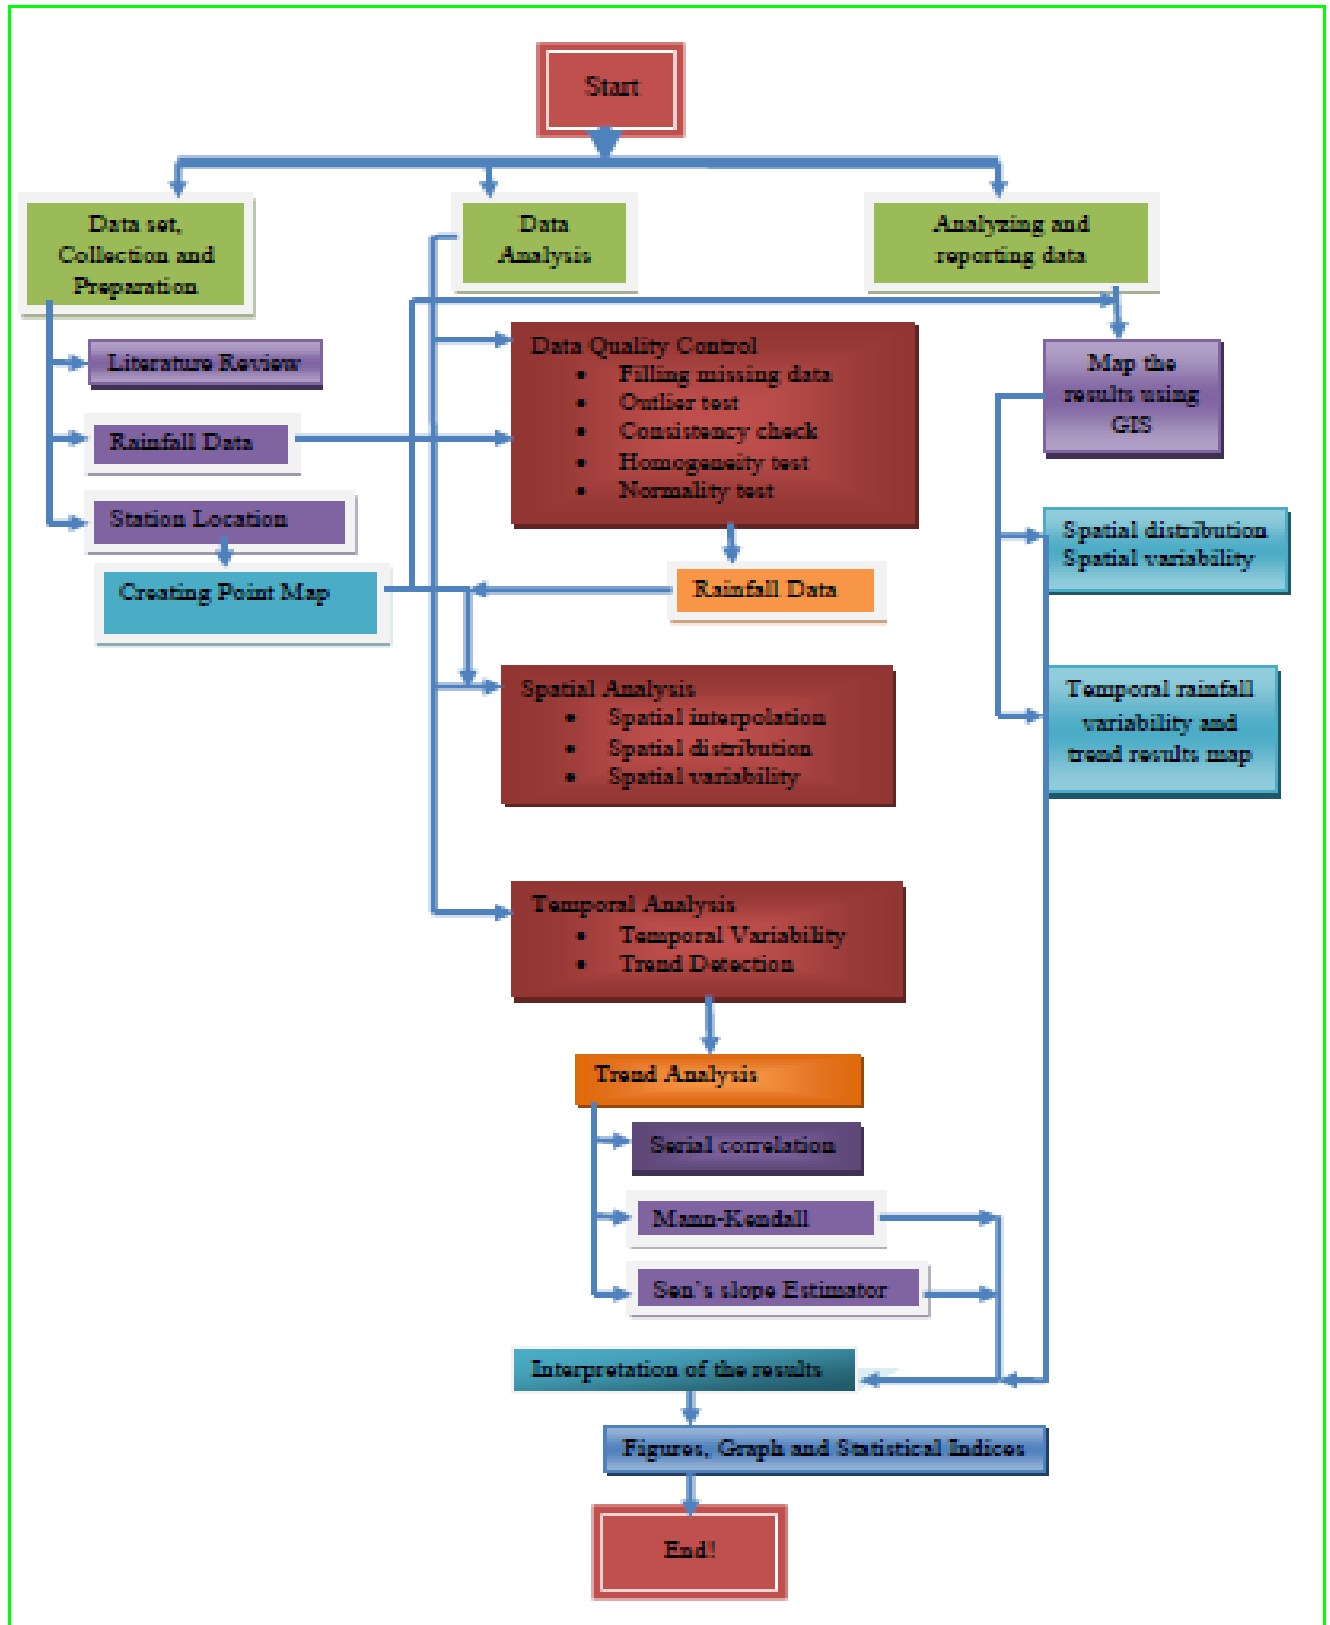 Start
Data set,
Collection and
Preparation
Data
Analysis
Analyzing and
reporting data
Literature Review
Rainfall Data
Station Location
Creating Point Map
Data Quality Control
• Filling missing data
• Outlier test
• Consistency check
• Homogeneity test
• Normality test
Rainfall Data
Map the
results using
GIS
Spatial distribution
Spatial variability
Temporal rainfall
variability and
trend results map
Spatial Analysis
• Spatial interpolation
• Spatial distribution
• Spatial variability
Temporal Analysis
• Temporal Variability
• Trend Detection
Trend Analysis
Serial correlation
Mann-Kendall
Sen's slope Estimator
Interpretation of the results
Figures, Graph and Statistical Indices
End!